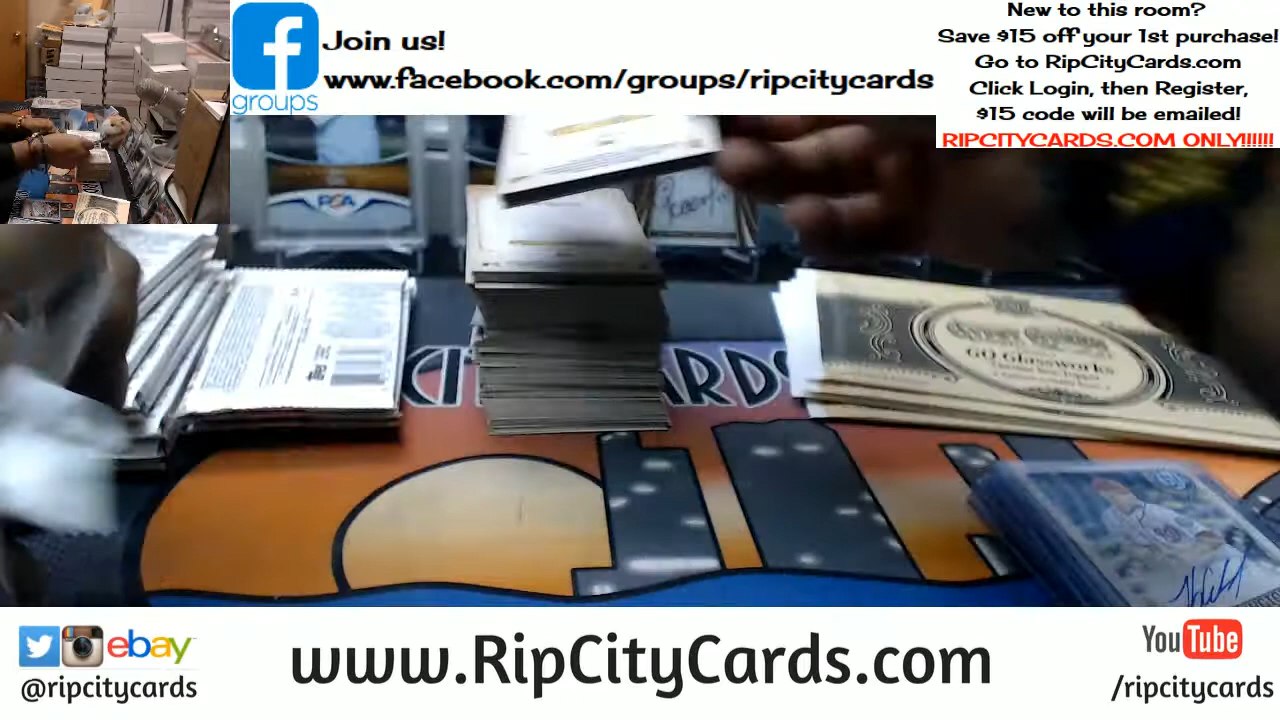 Join us!
www.facebook.com/groups/ripcitycards
groups
New to this room?
Save $15 off your 1st purchase!
Go to RipCityCards.com
Click Login, then Register,
$15 code will be emailed!
RIPCITYCARDS.COM ONLY!!!!!!
PSA
GQ GLASSWORKS
ARDS
ebay
@ripcitycards
www.RipCityCards.com
YouTube
/ripcitycards